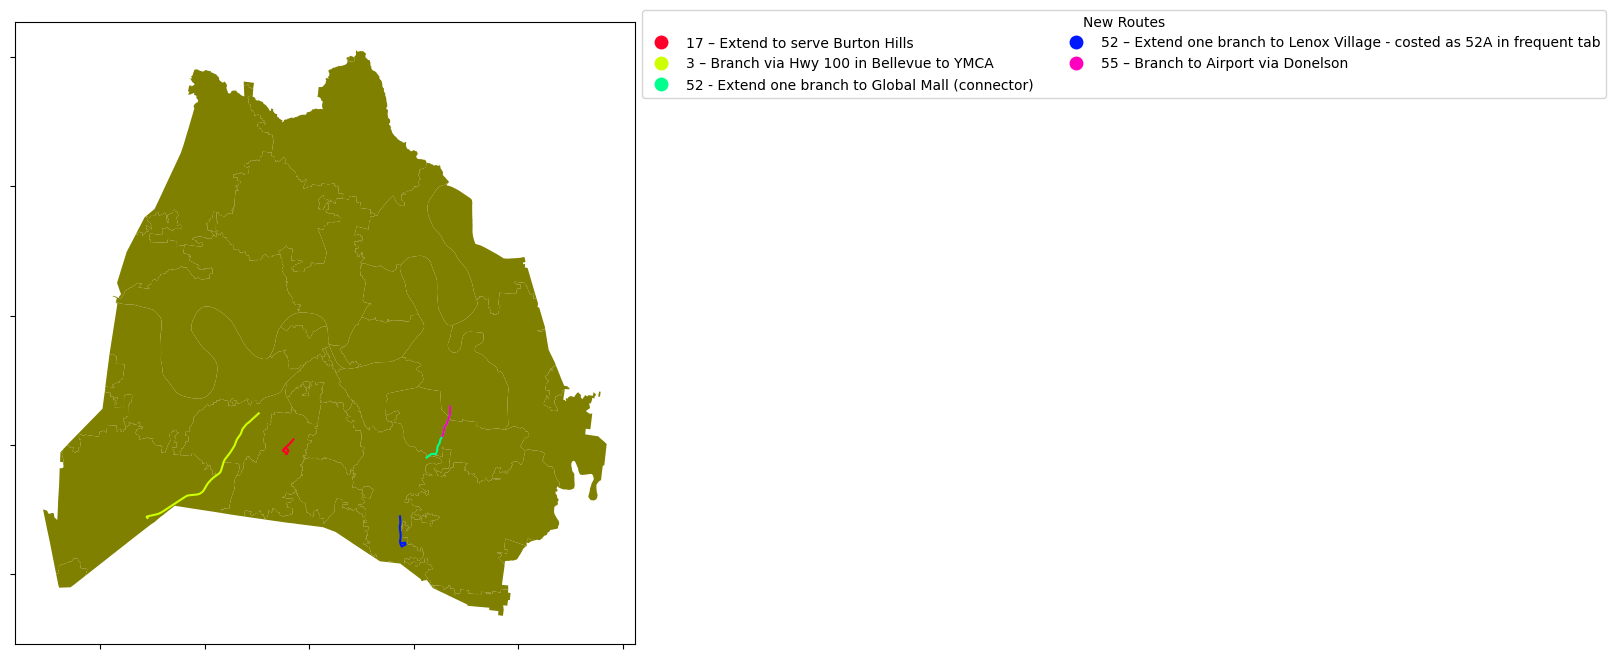 New Routes
17 – Extend to serve Burton Hills
3 – Branch via Hwy 100 in Bellevue to YMCA
52 - Extend one branch to Global Mall (connector)
52 – Extend one branch to Lenox Village - costed as 52A in frequent tab
55 – Branch to Airport via Donelson